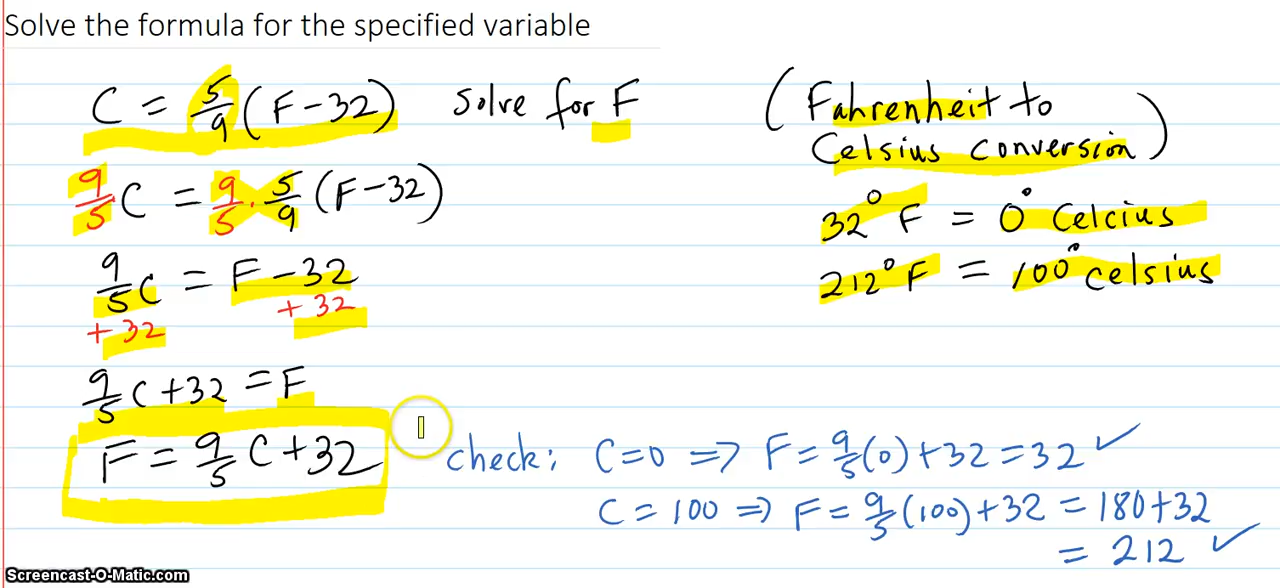 Solve the formula for the specified variable
C = 5/9 (F - 32) Solve for F
9/5 C = 9/5 · 5/9 (F - 32)
9/5 C = F - 32
+ 32 + 32
9/5 C + 32 = F
F = 9/5 C + 32
(Fahrenheit to
Celsius conversion)
32° F = 0° Celcius
212° F = 100° celsius
check: C = 0 => F = 9/5 (0) + 32 = 32 ✓
C = 100 => F = 9/5 (100) + 32 = 180 + 32
= 212 ✓
Screencast-O-Matic.com